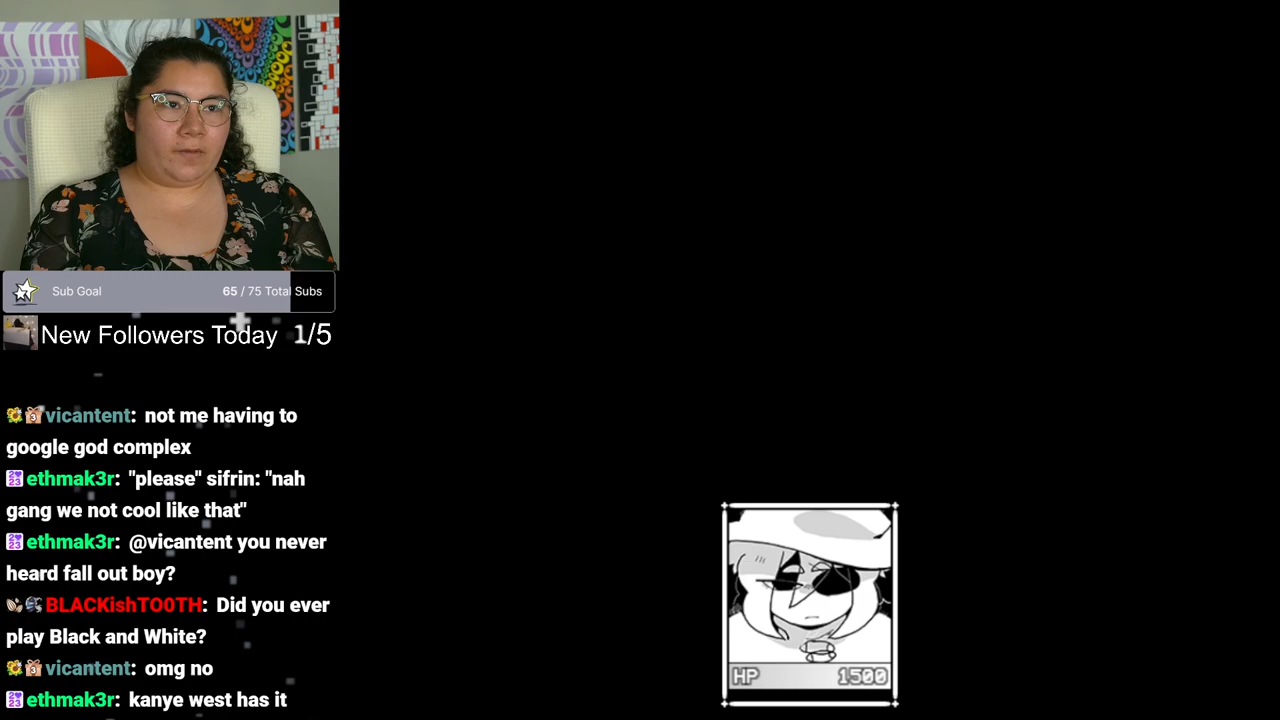 Sub Goal 65 / 75 Total Subs
New Followers Today 1/5
vicantent: not me having to
google god complex
ethmak3r: "please" sifrin: "nah
gang we not cool like that"
ethmak3r: @vicantent you never
heard fall out boy?
BLACKishTO0TH: Did you ever
play Black and White?
vicantent: omg no
ethmak3r: kanye west has it
HP 1500